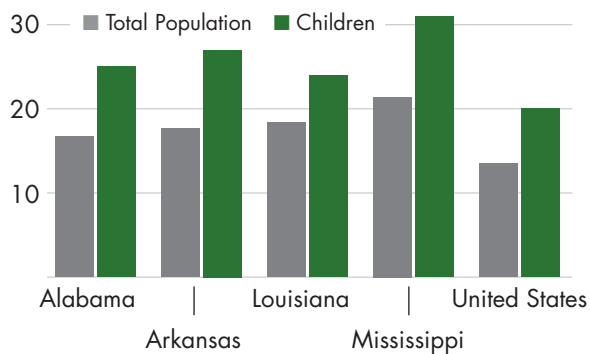 30
Total Population
Children
20
10
Alabama
Louisiana
United States
Arkansas
Mississippi